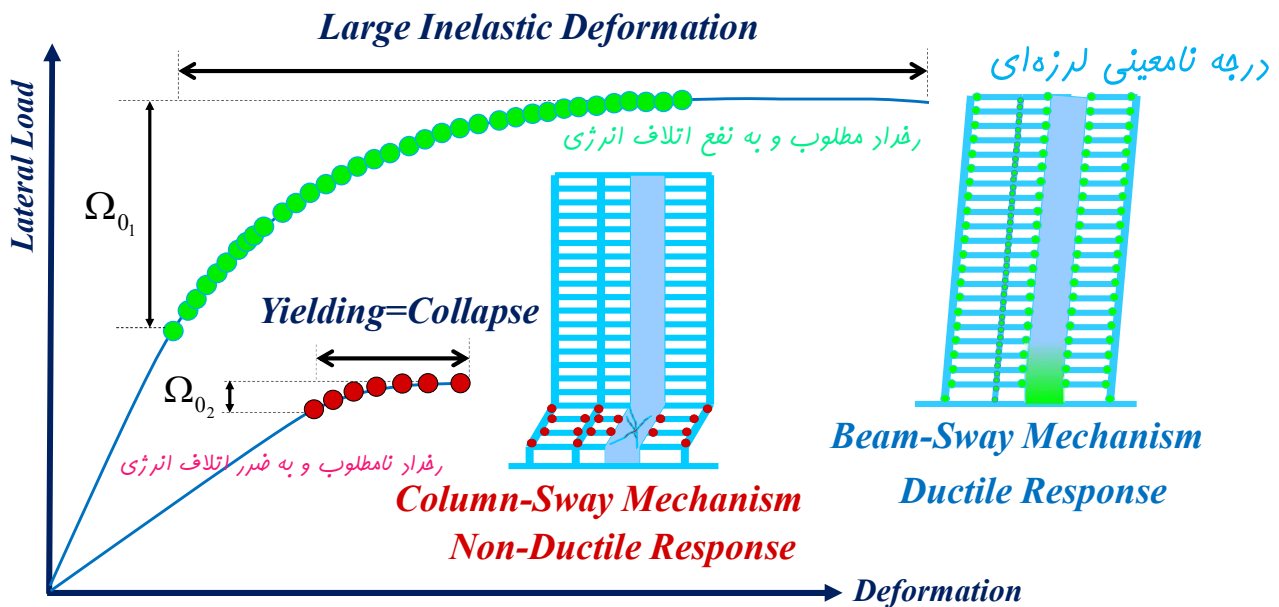 Large Inelastic Deformation
درجه نامعینی لرزه‌ای
Lateral Load
رفتار مطلوب و به نفع اتلاف انرژی
Ω₀₁
Yielding=Collapse
Ω₀₂
رفتار نامطلوب و به ضرر اتلاف انرژی
Beam-Sway Mechanism
Ductile Response
Column-Sway Mechanism
Non-Ductile Response
Deformation